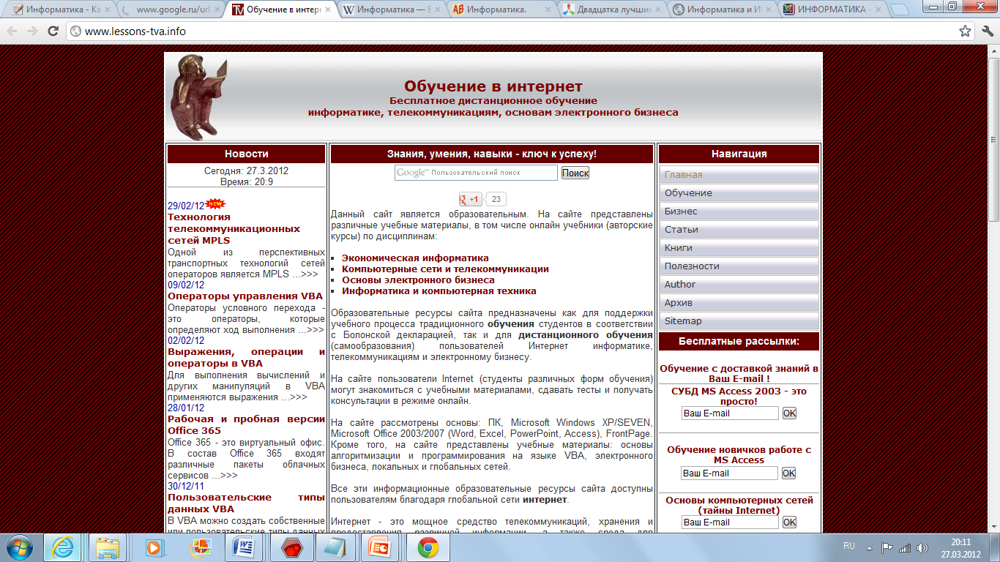 Информатика - Ка
www.google.ru/url
Обучение в интерн
Информатика — В
Информатика.
Двадцатка лучших
Информатика и И
ИНФОРМАТИКА -
www.lessons-tva.info
Обучение в интернет
Бесплатное дистанционное обучение
информатике, телекоммуникациям, основам электронного бизнеса
Новости
Сегодня: 27.3.2012
Время: 20:9
29/02/12 NEW
Технология
телекоммуникационных
сетей MPLS
Одной из перспективных
транспортных технологий сетей
операторов является MPLS ...>>>
09/02/12
Операторы управления VBA
Операторы условного перехода -
это операторы, которые
определяют ход выполнения ...>>>
02/02/12
Выражения, операции и
операторы в VBA
Для выполнения вычислений и
других манипуляций в VBA
применяются выражения ...>>>
28/01/12
Рабочая и пробная версии
Office 365
Office 365 - это виртуальный офис.
В состав Office 365 входят
различные пакеты облачных
сервисов ...>>>
30/12/11
Пользовательские типы
данных VBA
В VBA можно создать собственные
или пользовательские типы данных
Знания, умения, навыки - ключ к успеху!
Google™ Пользовательский поиск Поиск
+1 23
Данный сайт является образовательным. На сайте представлены
различные учебные материалы, в том числе онлайн учебники (авторские
курсы) по дисциплинам:
Экономическая информатика
Компьютерные сети и телекоммуникации
Основы электронного бизнеса
Информатика и компьютерная техника
Образовательные ресурсы сайта предназначены как для поддержки
учебного процесса традиционного обучения студентов в соответствии
с Болонской декларацией, так и для дистанционного обучения
(самообразования) пользователей Интернет информатике,
телекоммуникациям и электронному бизнесу.
На сайте пользователи Internet (студенты различных форм обучения)
могут знакомиться с учебными материалами, сдавать тесты и получать
консультации в режиме онлайн.
На сайте рассмотрены основы: ПК, Microsoft Windows XP/SEVEN,
Microsoft Office 2003/2007 (Word, Excel, PowerPoint, Access), FrontPage.
Кроме того, на сайте представлены учебные материалы: основы
алгоритмизации и программирования на языке VBA, электронного
бизнеса, локальных и глобальных сетей.
Все эти информационные образовательные ресурсы сайта доступны
пользователям благодаря глобальной сети интернет.
Интернет - это мощное средство телекоммуникаций, хранения и
предоставления различной информации, а также среда для
Навигация
Главная
Обучение
Бизнес
Статьи
Книги
Полезности
Author
Архив
Sitemap
Бесплатные рассылки:
Обучение с доставкой знаний в
Ваш E-mail !
СУБД MS Access 2003 - это
просто!
Ваш E-mail OK
Обучение новичков работе с
MS Access
Ваш E-mail OK
Основы компьютерных сетей
(тайны Internet)
Ваш E-mail OK
RU
20:11
27.03.2012